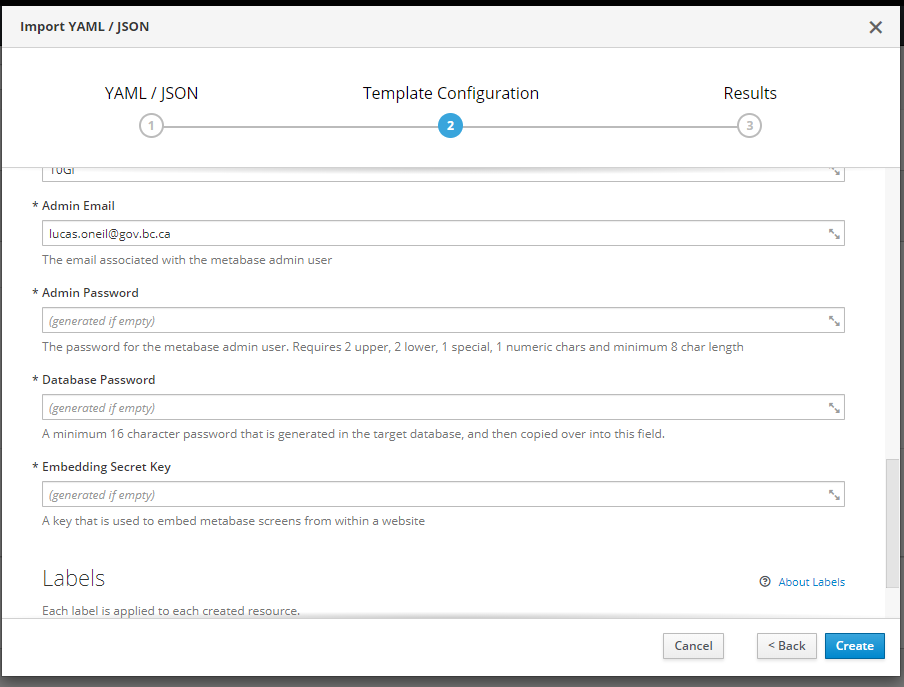 Import YAML / JSON
YAML / JSON
Template Configuration
Results
1
2
3
10Gi
* Admin Email
lucas.oneil@gov.bc.ca
The email associated with the metabase admin user
* Admin Password
(generated if empty)
The password for the metabase admin user. Requires 2 upper, 2 lower, 1 special, 1 numeric chars and minimum 8 char length
* Database Password
(generated if empty)
A minimum 16 character password that is generated in the target database, and then copied over into this field.
* Embedding Secret Key
(generated if empty)
A key that is used to embed metabase screens from within a website
Labels
About Labels
Each label is applied to each created resource.
Cancel
< Back
Create